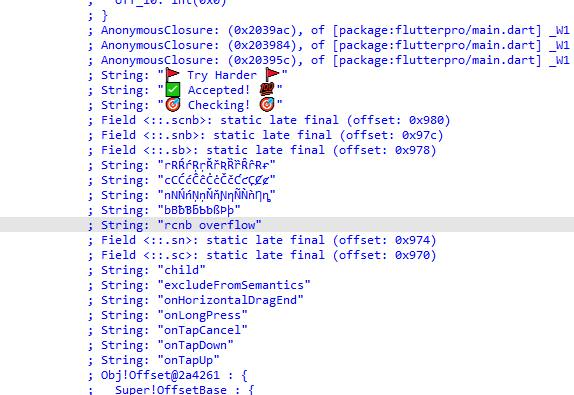 ;   off_10: int(0x0)
; }
; AnonymousClosure: (0x2039ac), of [package:flutterpro/main.dart] _W1
; AnonymousClosure: (0x203984), of [package:flutterpro/main.dart] _W1
; AnonymousClosure: (0x20395c), of [package:flutterpro/main.dart] _W1
; String: "🚩 Try Harder 🚩"
; String: "✅ Accepted! 💯"
; String: "🎯 Checking! 🎯"
; Field <::.scnb>: static late final (offset: 0x980)
; Field <::.snb>: static late final (offset: 0x97c)
; Field <::.sb>: static late final (offset: 0x978)
; String: "rRŔŕŖŗŘřƦȐȑȒȓɌɍ"
; String: "cCĆćĈĉĊċČčƇƈÇȻȼ"
; String: "nNŃńŅņŇňƝƞÑǸǹȠȵ"
; String: "bBƀƁƃƄƅßÞþ"
; String: "rcnb overflow"
; Field <::.sn>: static late final (offset: 0x974)
; Field <::.sc>: static late final (offset: 0x970)
; String: "child"
; String: "excludeFromSemantics"
; String: "onHorizontalDragEnd"
; String: "onLongPress"
; String: "onTapCancel"
; String: "onTapDown"
; String: "onTapUp"
; Obj!Offset@2a4261 : {
;   Super!OffsetBase : {